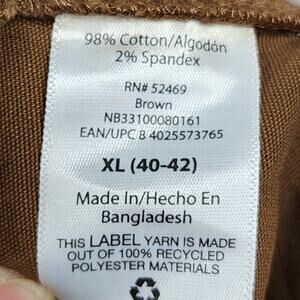 98% Cotton/Algodón
2% Spandex
RN# 52469
Brown
NB33100080161
EAN/UPC 8 4025573765
XL (40-42)
Made In/Hecho En
Bangladesh
THIS LABEL YARN IS MADE
OUT OF 100% RECYCLED
POLYESTER MATERIALS